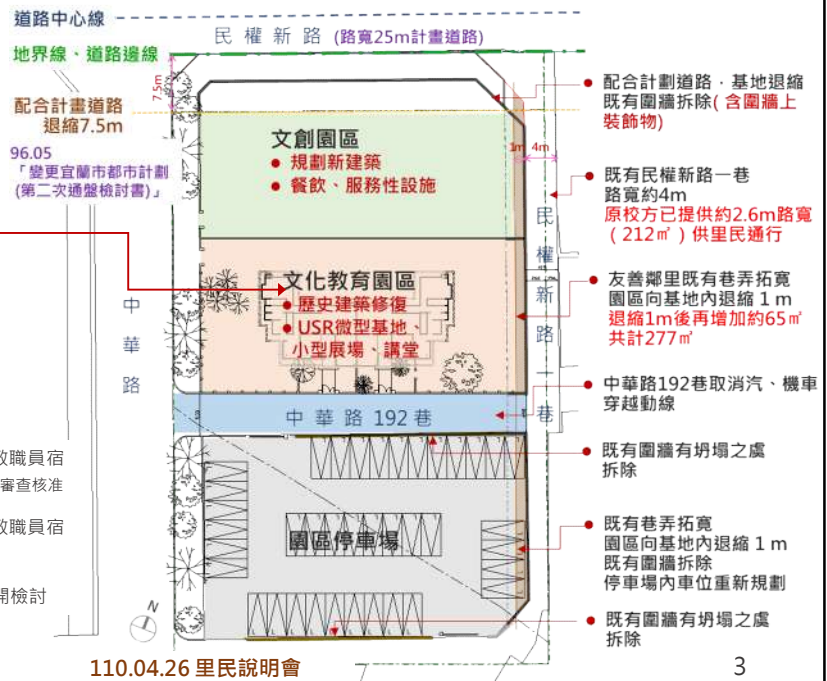 道路中心線
民權新路 (路寬25m計畫道路)
地界線、道路邊線
7.5m
配合計畫道路
退縮7.5m
96.05
「變更宜蘭市都市計劃
(第二次通盤檢討書)」
文創園區
• 規劃新建築
• 餐飲、服務性設施
1m 4m
配合計劃道路．基地退縮
既有圍牆拆除( 含圍牆上
裝飾物)
既有民權新路一巷
路寬約4m
原校方已提供約2.6m路寬
( 212㎡ ) 供里民通行
民權新路一巷
文化教育園區
• 歷史建築修復
• USR微型基地、
小型展場、講堂
友善鄰里既有巷弄拓寬
園區向基地內退縮 1 m
退縮1m後再增加約65㎡
共計277㎡
中華路
中華路192巷取消汽、機車
穿越動線
中 華 路 192 巷
既有圍牆有坍塌之虞
拆除
教職員宿
審查核准
教職員宿
園區停車場
既有巷弄拓寬
園區向基地內退縮 1 m
既有圍牆拆除
停車場內車位重新規劃
開檢討
既有圍牆有坍塌之虞
拆除
N
110.04.26 里民說明會
3